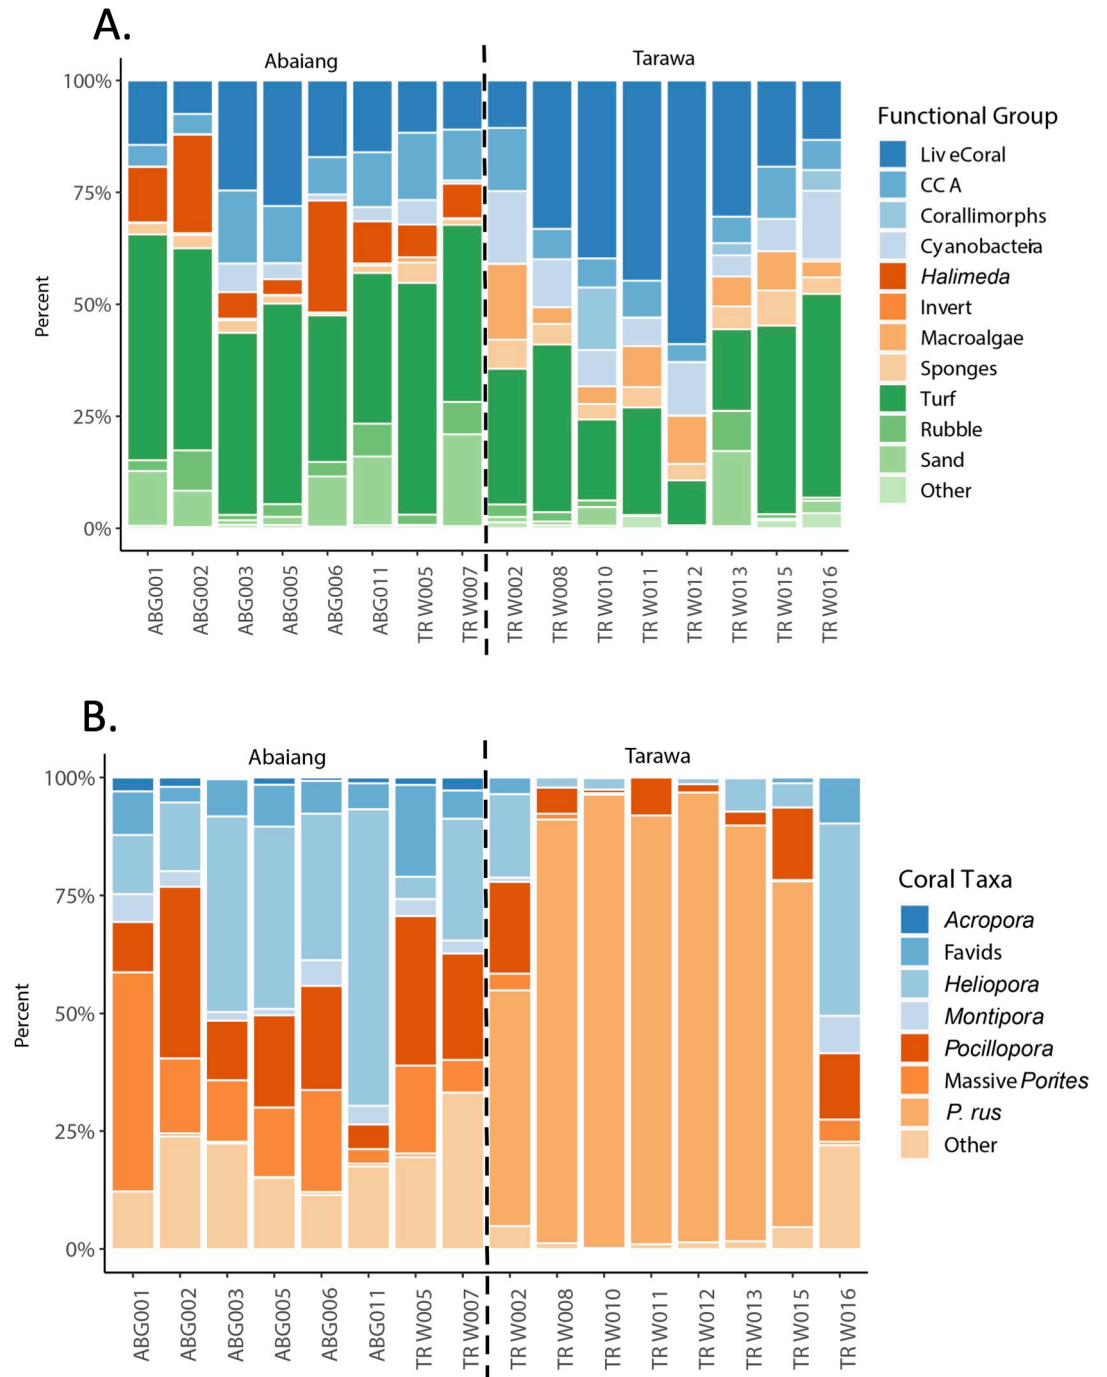 A.
Abaiang Tarawa
100%
75%
50%
25%
0%
Percent
ABG001 ABG002 ABG003 ABG005 ABG006 ABG011 TR W005 TR W007 TR W002 TR W008 TR W010 TR W011 TR W012 TR W013 TR W015 TR W016
Functional Group
Liv eCoral
CC A
Corallimorphs
Cy anobacteia
Halimeda
Invert
Macroalgae
Sponges
Turf
Rubble
Sand
Other
B.
Abaiang Tarawa
100%
75%
50%
25%
0%
Percent
ABG001 ABG002 ABG003 ABG005 ABG006 ABG011 TR W005 TR W007 TR W002 TR W008 TR W010 TR W011 TR W012 TR W013 TR W015 TR W016
Coral Taxa
Acropora
Favids
Heliopora
Montipora
Pocillopora
Massive Porites
P. rus
Other